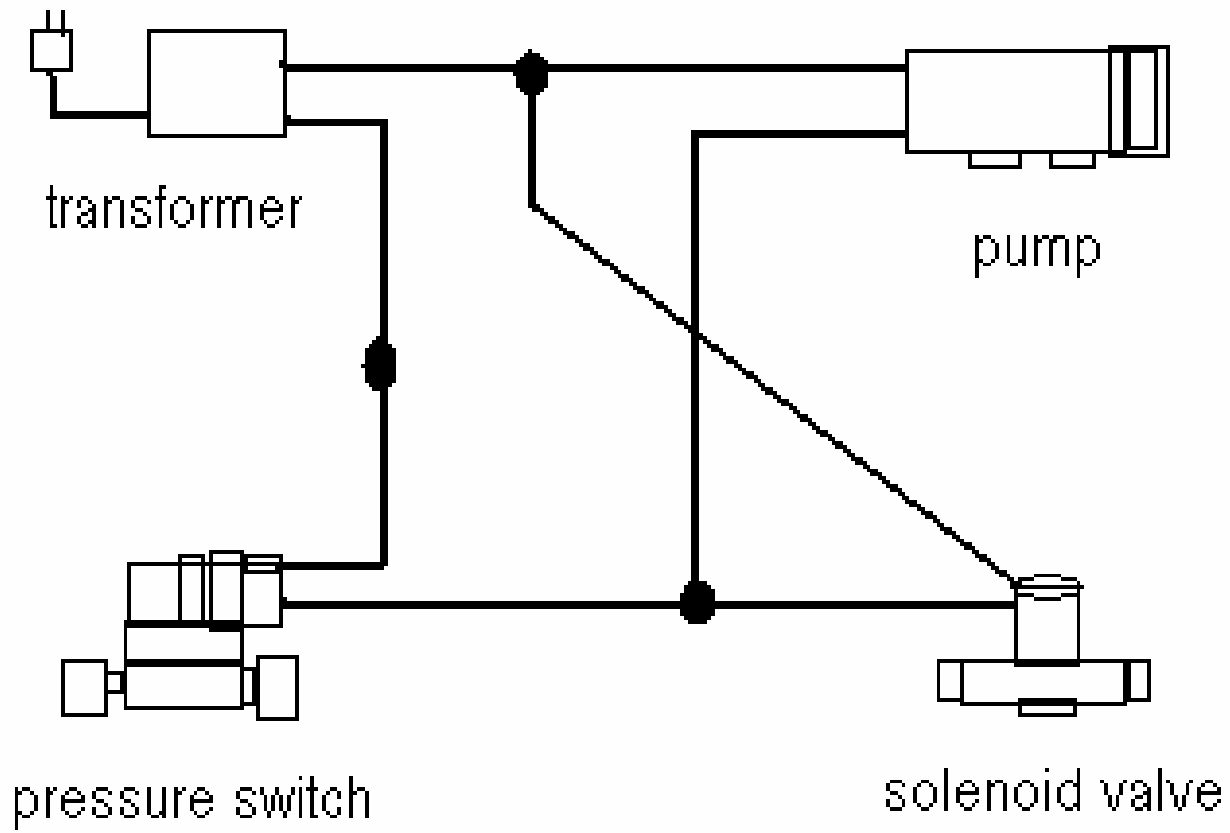 transformer
pump
pressure switch
solenoid valve